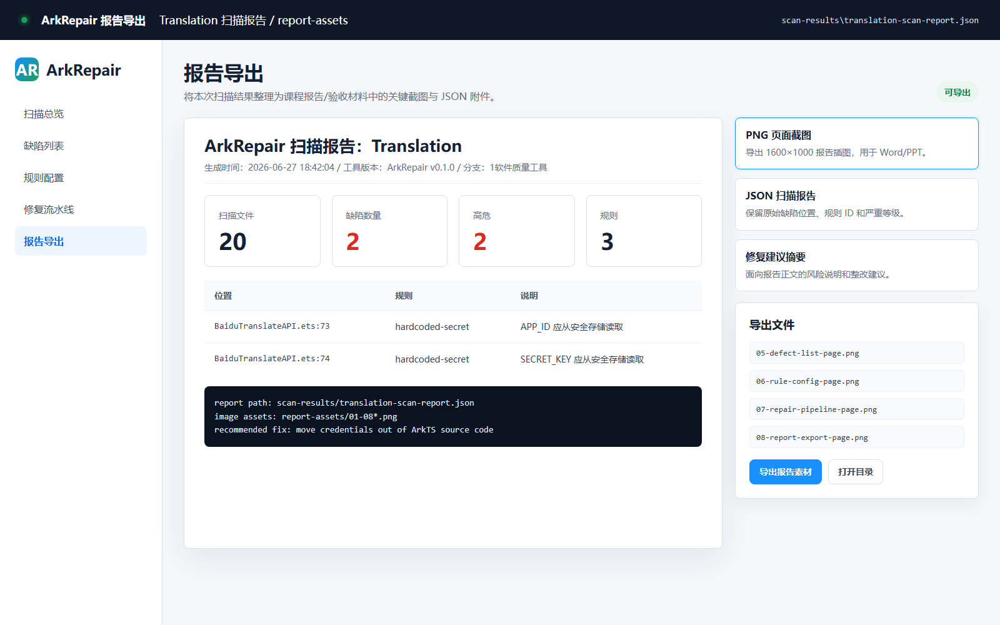 ArkRepair 报告导出 Translation 扫描报告 / report-assets scan-results\translation-scan-report.json
AR ArkRepair
扫描总览
缺陷列表
规则配置
修复流水线
报告导出
报告导出
将本次扫描结果整理为课程报告/验收材料中的关键截图与 JSON 附件。
可导出
ArkRepair 扫描报告：Translation
生成时间：2026-06-27 18:42:04 / 工具版本：ArkRepair v0.1.0 / 分支：1软件质量工具
扫描文件 缺陷数量 高危 规则
20 2 2 3
位置 规则 说明
BaiduTranslateAPI.ets:73 hardcoded-secret APP_ID 应从安全存储读取
BaiduTranslateAPI.ets:74 hardcoded-secret SECRET_KEY 应从安全存储读取
report path: scan-results/translation-scan-report.json
image assets: report-assets/01-08*.png
recommended fix: move credentials out of ArkTS source code
PNG 页面截图
导出 1600×1000 报告插图，用于 Word/PPT。
JSON 扫描报告
保留原始缺陷位置、规则 ID 和严重等级。
修复建议摘要
面向报告正文的风险说明和整改建议。
导出文件
05-defect-list-page.png
06-rule-config-page.png
07-repair-pipeline-page.png
08-report-export-page.png
导出报告素材 打开目录